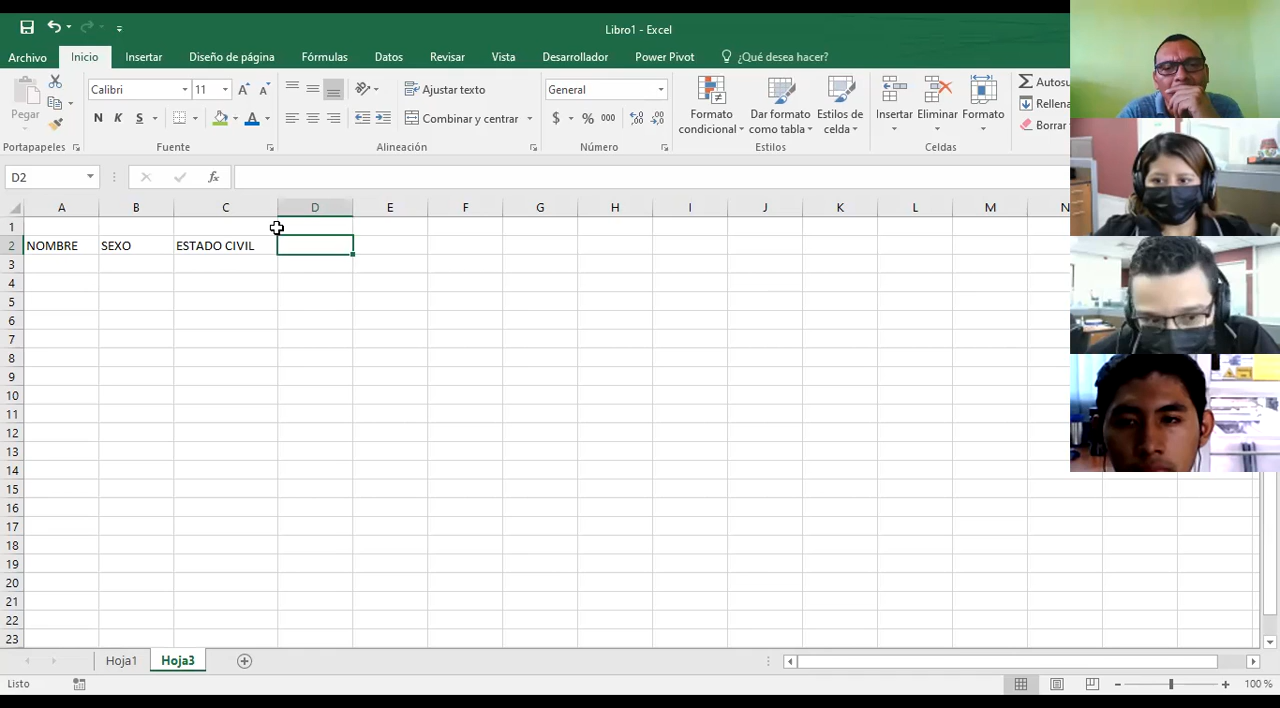 Libro1 - Excel
Archivo Inicio Insertar Diseño de página Fórmulas Datos Revisar Vista Desarrollador Power Pivot ¿Qué desea hacer?
Pegar
Portapapeles
Calibri 11
N K S
Fuente
Ajustar texto
Combinar y centrar
Alineación
General
$ % 000
Número
Formato condicional
Dar formato como tabla
Estilos de celda
Estilos
Insertar
Eliminar
Formato
Celdas
Autosu
Rellena
Borrar
D2 fx
A B C D E F G H I J K L M N
1
2 NOMBRE SEXO ESTADO CIVIL
3
4
5
6
7
8
9
10
11
12
13
14
15
16
17
18
19
20
21
22
23
Hoja1 Hoja3
Listo 100 %